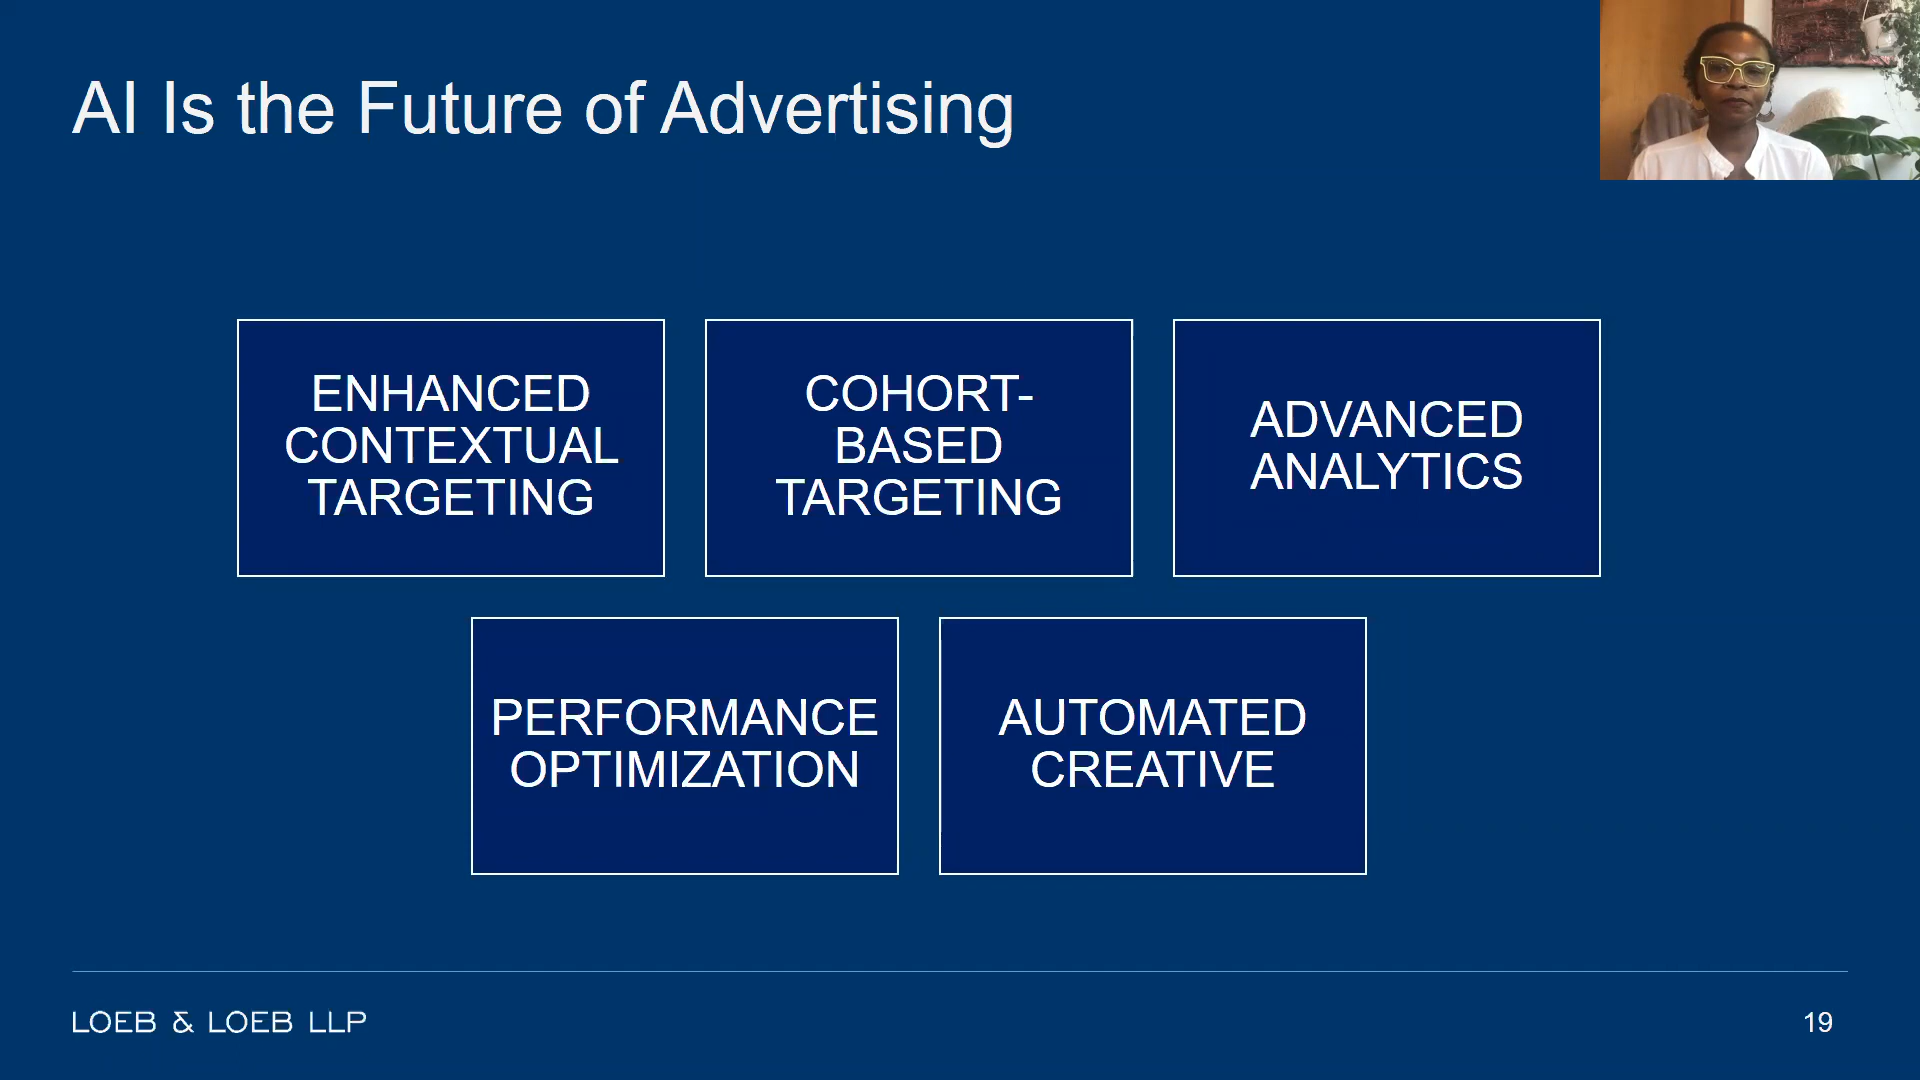 AI Is the Future of Advertising
ENHANCED
CONTEXTUAL
TARGETING
COHORT-
BASED
TARGETING
ADVANCED
ANALYTICS
PERFORMANCE
OPTIMIZATION
AUTOMATED
CREATIVE
LOEB & LOEB LLP
19